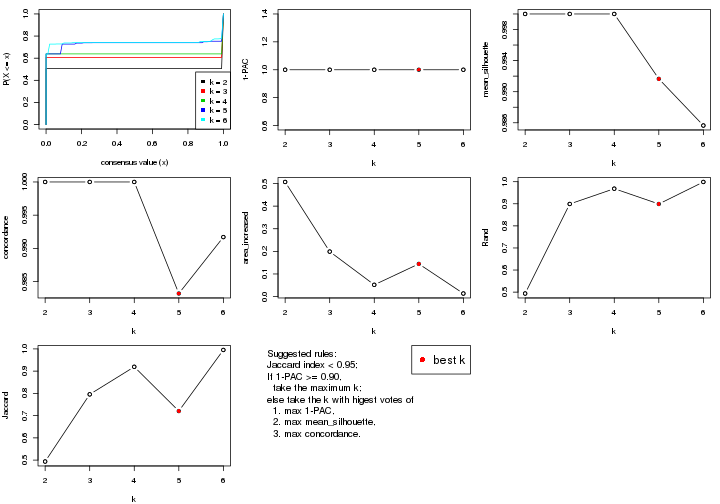 P(X <= x)
0.0 0.2 0.4 0.6 0.8 1.0
k = 2
k = 3
k = 4
k = 5
k = 6
0.0 0.2 0.4 0.6 0.8 1.0
consensus value (x)
1-PAC
0.6 0.8 1.0 1.2 1.4
2 3 4 5 6
k
mean_silhouette
0.986 0.990 0.994 0.998
2 3 4 5 6
k
concordance
0.985 0.990 0.995 1.000
2 3 4 5 6
k
area_increased
0.0 0.1 0.2 0.3 0.4 0.5
2 3 4 5 6
k
Rand
0.5 0.6 0.7 0.8 0.9 1.0
2 3 4 5 6
k
Jaccard
0.5 0.6 0.7 0.8 0.9 1.0
2 3 4 5 6
k
Suggested rules:
Jaccard index < 0.95;
If 1-PAC >= 0.90,
take the maximum k;
else take the k with higest votes of
1. max 1-PAC,
2. max mean_silhouette,
3. max concordance.
best k